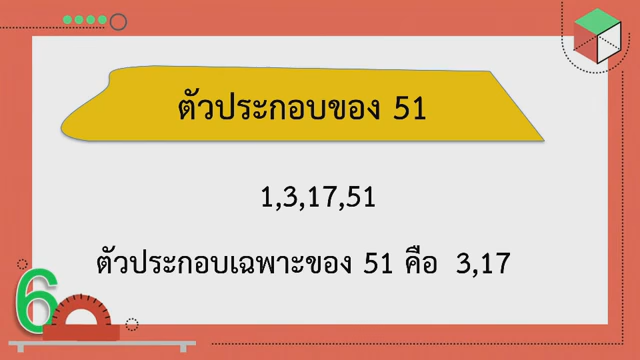 ตัวประกอบของ 51
1,3,17,51
ตัวประกอบเฉพาะของ 51 คือ 3,17
6